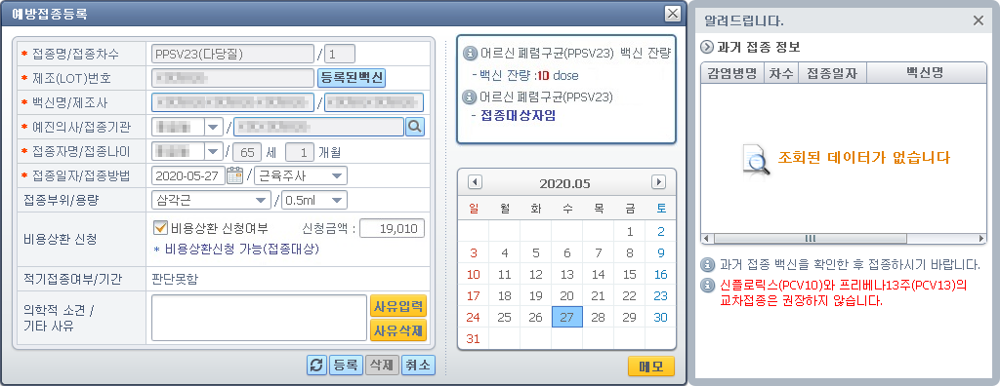 예방접종등록
접종명/접종차수 PPSV23(다당질) / 1
제조(LOT)번호 등록된백신
백신명/제조사 /
예진의사/접종기관 /
접종자명/접종나이 / 65 세 1 개월
접종일자/접종방법 2020-05-27 / 근육주사
접종부위/용량 삼각근 / 0.5ml
비용상환 신청 비용상환 신청여부 신청금액 : 19,010
* 비용상환신청 가능(접종대상)
적기접종여부/기간 판단못함
의학적 소견 /
기타 사유
사유입력
사유삭제
등록 삭제 취소
어르신 폐렴구균(PPSV23) 백신 잔량
- 백신 잔량 :10 dose
어르신 폐렴구균(PPSV23)
- 접종대상자임
2020.05
일 월 화 수 목 금 토
1 2
3 4 5 6 7 8 9
10 11 12 13 14 15 16
17 18 19 20 21 22 23
24 25 26 27 28 29 30
31
메모
알려드립니다.
과거 접종 정보
감염병명 차수 접종일자 백신명
조회된 데이터가 없습니다
과거 접종 백신을 확인한 후 접종하시기 바랍니다.
신플로릭스(PCV10)와 프리베나13주(PCV13)의
교차접종은 권장하지 않습니다.